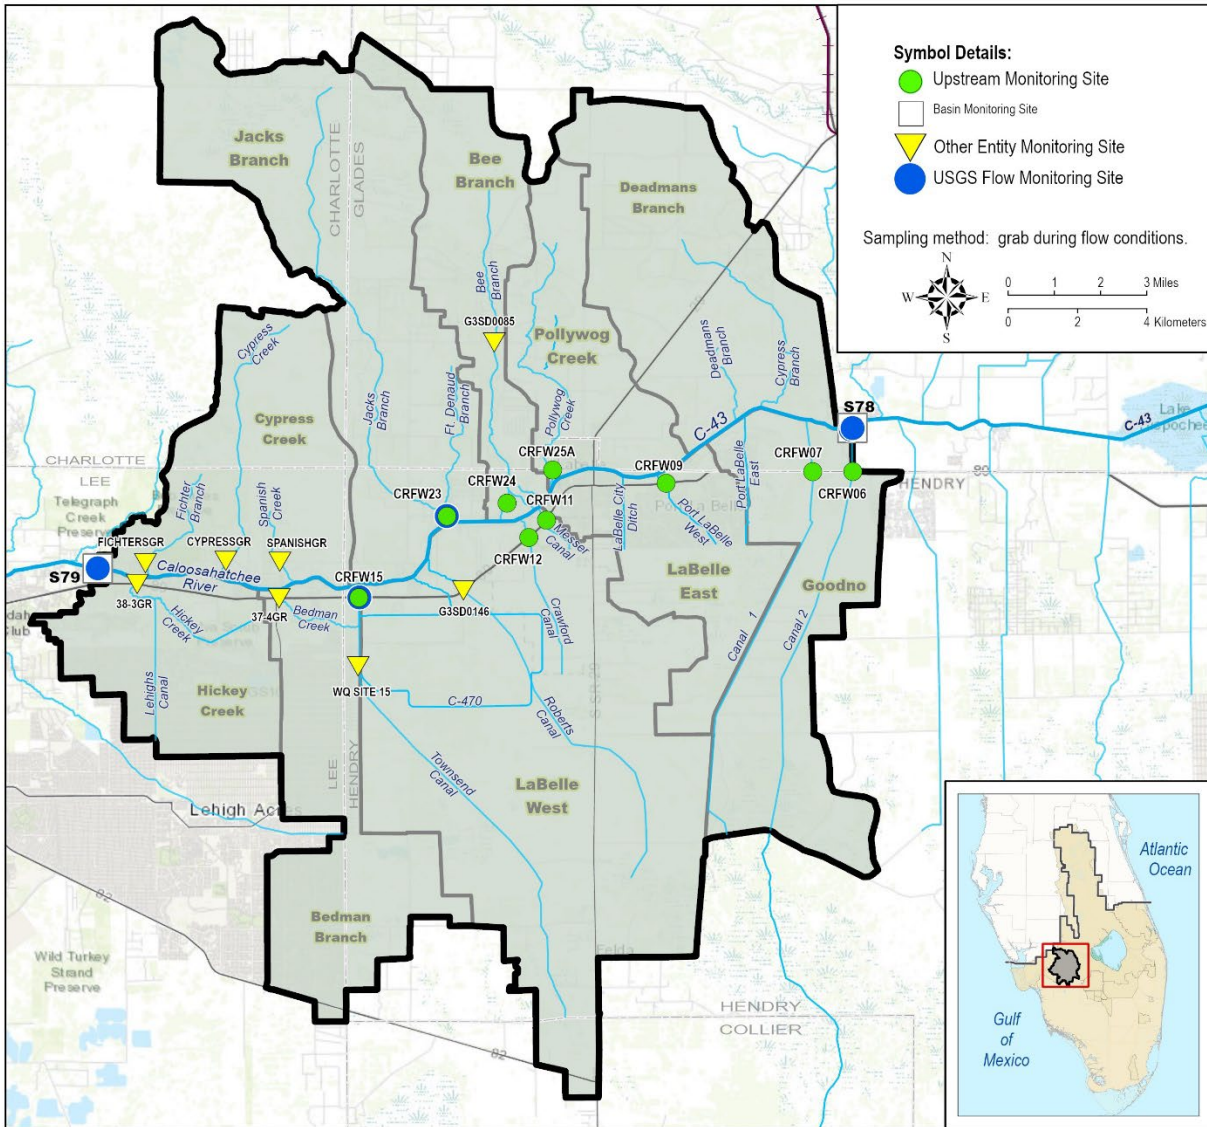 Symbol Details:
Upstream Monitoring Site
Basin Monitoring Site
Other Entity Monitoring Site
USGS Flow Monitoring Site
Sampling method: grab during flow conditions.
N
W
E
S
0 1 2 3 Miles
0 2 4 Kilometers
Jacks
Branch
CHARLOTTE
GLADES
Bee
Branch
Deadmans
Branch
Bee
Branch
G3SD0085
Pollywog
Creek
Cypress
Creek
Cypress
Creek
Jacks
Branch
Ft. Denaud
Branch
Pollywog
Creek
Deadmans
Branch
Cypress
Branch
S78
C-43
C-43
Lake
CHARLOTTE
LEE
Telegraph
Creek
Preserve
Fichter
Branch
Spanish
Creek
CRFW25A
CRFW24
CRFW23
CRFW11
CRFW12
CRFW09
CRFW07
CRFW06
80
HENDRY
Port LaBelle
East
Port LaBelle
West
LaBelle City
Ditch
Messer
Canal
FICHTERSGR
CYPRESSGR
SPANISHGR
S79
Caloosahatchee
River
CRFW15
38-3GR
37-4GR
G3SD0146
Hickey
Creek
Bedman
Creek
Crawford
Canal
LaBelle
East
Goodno
Canal 1
Canal 2
Club
Preserve
Lehighs
Canal
Hickey
Creek
WQ SITE 15
C-470
Roberts
Canal
LEE
HENDRY
Townsend
Canal
LaBelle
West
Lehigh Acres
82
Bedman
Branch
Felda
Wild Turkey
Strand
Preserve
82
HENDRY
COLLIER
Atlantic
Ocean
Gulf
of
Mexico